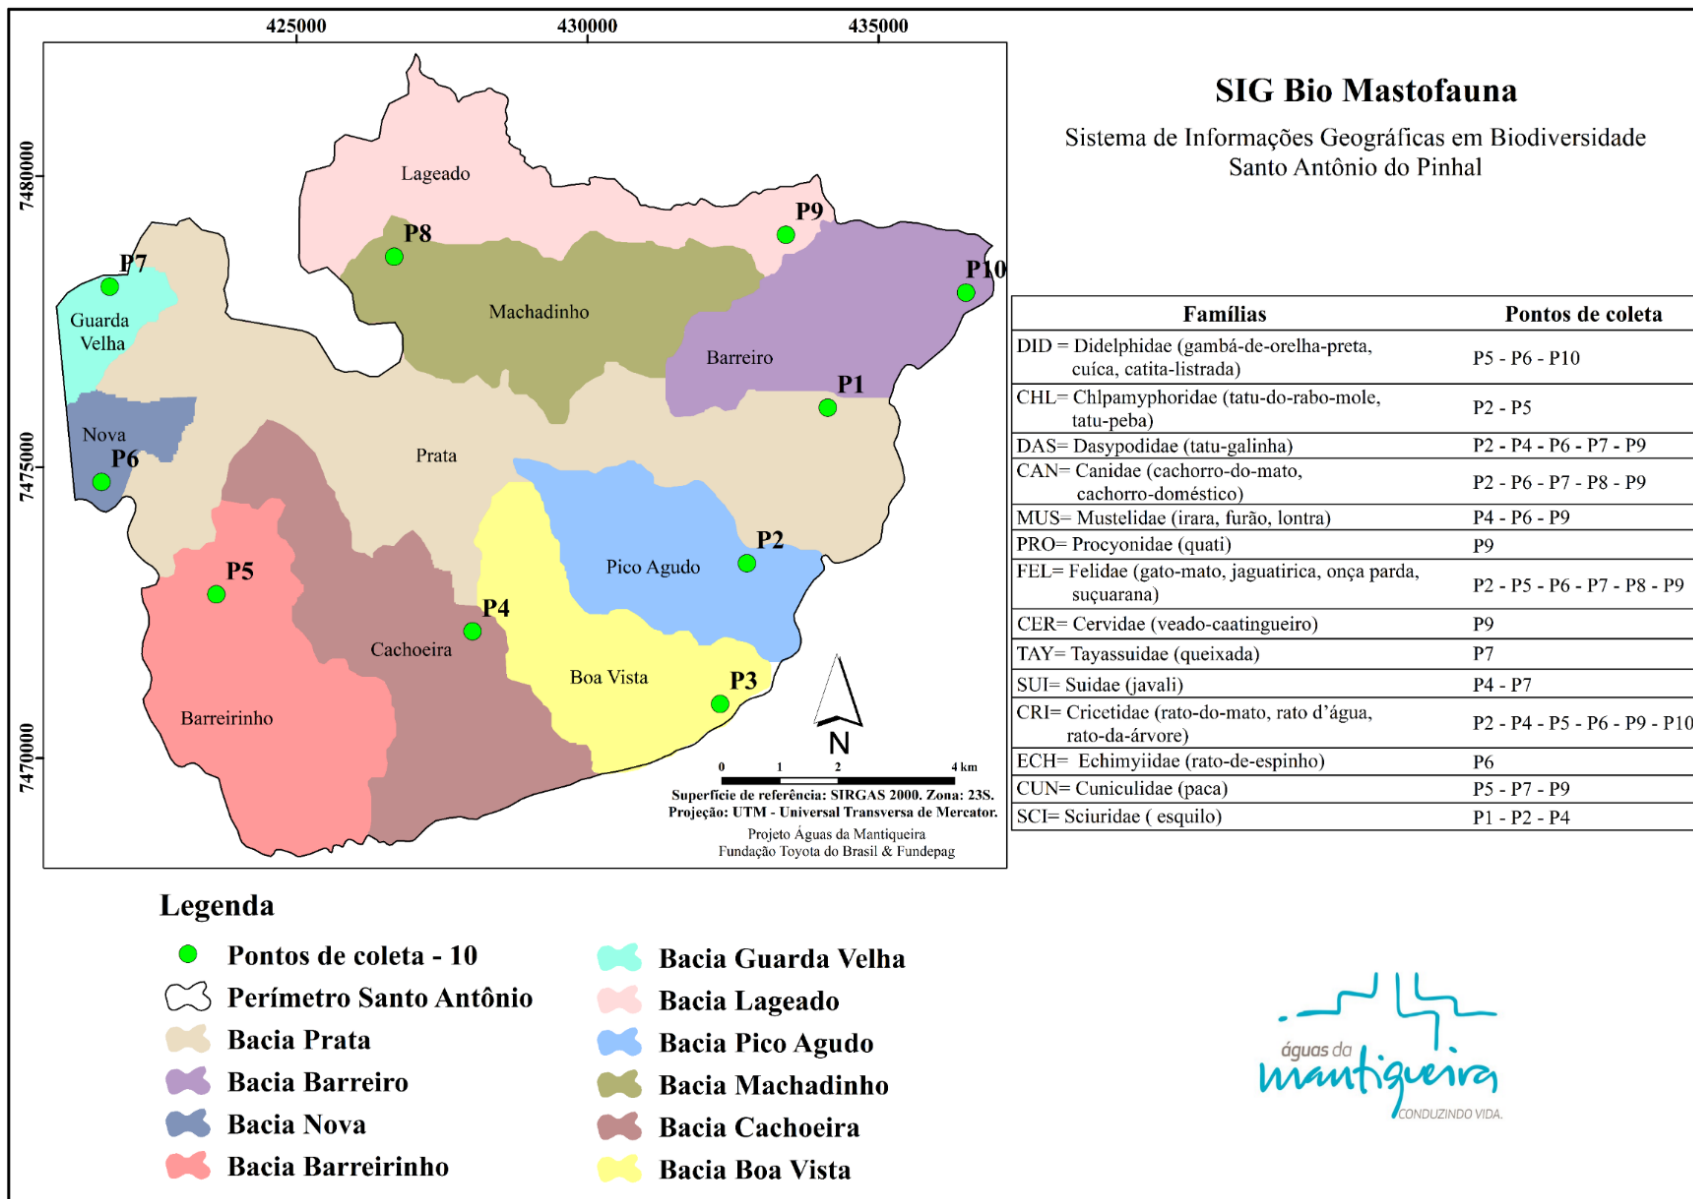 425000
430000
435000
7480000
7475000
7470000
Lageado
P9
P8
P7
P10
Guarda
Velha
Machadinho
Barreiro
P1
Nova
P6
Prata
P2
Pico Agudo
P5
P4
Cachoeira
Boa Vista
P3
Barreirinho
N
0 1 2 4 km
Superfície de referência: SIRGAS 2000. Zona: 23S.
Projeção: UTM - Universal Transversa de Mercator.
Projeto Águas da Mantiqueira
Fundação Toyota do Brasil & Fundepag
SIG Bio Mastofauna
Sistema de Informações Geográficas em Biodiversidade
Santo Antônio do Pinhal
Famílias Pontos de coleta
DID = Didelphidae (gambá-de-orelha-preta,
cuíca, catita-listrada) P5 - P6 - P10
CHL= Chlpamyphoridae (tatu-do-rabo-mole,
tatu-peba) P2 - P5
DAS= Dasypodidae (tatu-galinha) P2 - P4 - P6 - P7 - P9
CAN= Canidae (cachorro-do-mato,
cachorro-doméstico) P2 - P6 - P7 - P8 - P9
MUS= Mustelidae (irara, furão, lontra) P4 - P6 - P9
PRO= Procyonidae (quati) P9
FEL= Felidae (gato-mato, jaguatirica, onça parda,
suçuarana) P2 - P5 - P6 - P7 - P8 - P9
CER= Cervidae (veado-caatingueiro) P9
TAY= Tayassuidae (queixada) P7
SUI= Suidae (javali) P4 - P7
CRI= Cricetidae (rato-do-mato, rato d’água,
rato-da-árvore) P2 - P4 - P5 - P6 - P9 - P10
ECH= Echimyiidae (rato-de-espinho) P6
CUN= Cuniculidae (paca) P5 - P7 - P9
SCI= Sciuridae ( esquilo) P1 - P2 - P4
Legenda
Pontos de coleta - 10
Perímetro Santo Antônio
Bacia Prata
Bacia Barreiro
Bacia Nova
Bacia Barreirinho
Bacia Guarda Velha
Bacia Lageado
Bacia Pico Agudo
Bacia Machadinho
Bacia Cachoeira
Bacia Boa Vista
águas da
mantiqueira
CONDUZINDO VIDA.